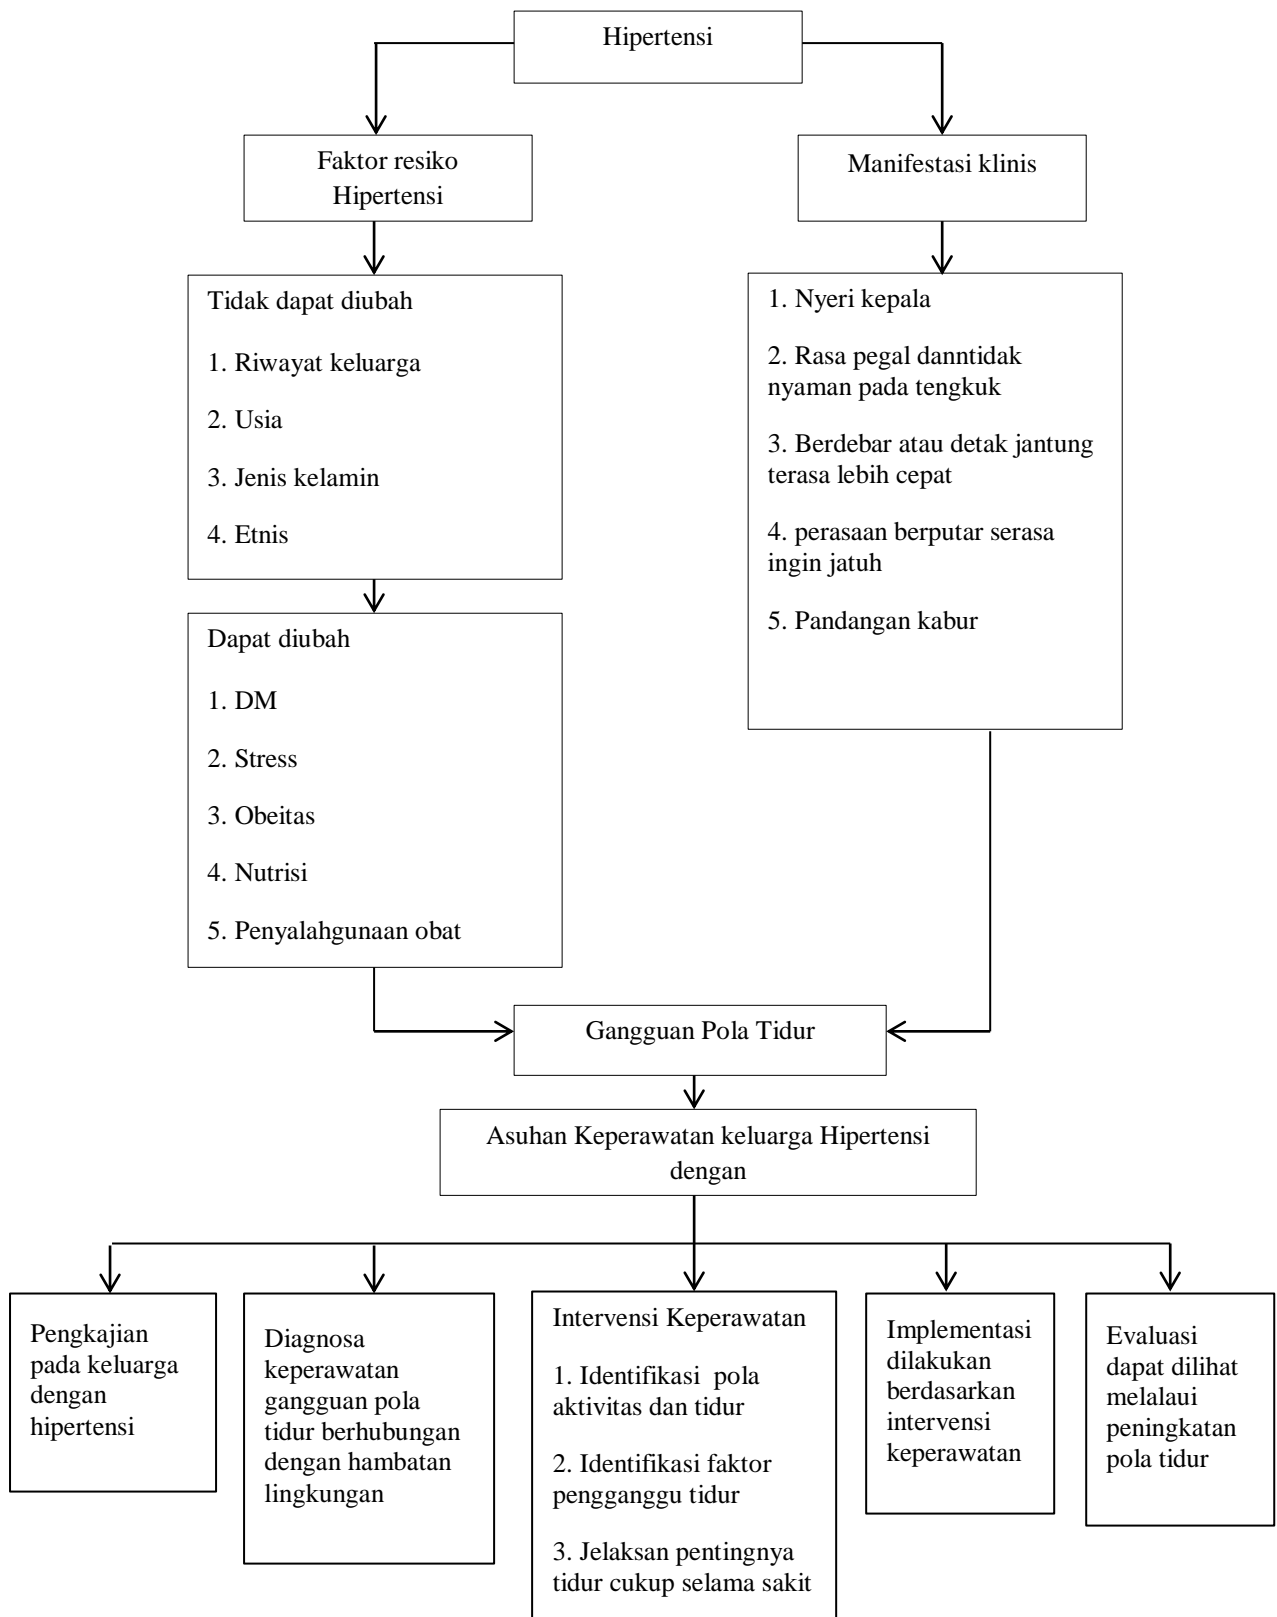 Hipertensi
Faktor resiko
Hipertensi
Manifestasi klinis
Tidak dapat diubah
1. Riwayat keluarga
2. Usia
3. Jenis kelamin
4. Etnis
1. Nyeri kepala
2. Rasa pegal danntidak
nyaman pada tengkuk
3. Berdebar atau detak jantung
terasa lebih cepat
4. perasaan berputar serasa
ingin jatuh
5. Pandangan kabur
Dapat diubah
1. DM
2. Stress
3. Obeitas
4. Nutrisi
5. Penyalahgunaan obat
Gangguan Pola Tidur
Asuhan Keperawatan keluarga Hipertensi
dengan
Pengkajian
pada keluarga
dengan
hipertensi
Diagnosa
keperawatan
gangguan pola
tidur berhubungan
dengan hambatan
lingkungan
Intervensi Keperawatan
1. Identifikasi  pola
aktivitas dan tidur
2. Identifikasi faktor
pengganggu tidur
3. Jelaksan pentingnya
tidur cukup selama sakit
Implementasi
dilakukan
berdasarkan
intervensi
keperawatan
Evaluasi
dapat dilihat
melalaui
peningkatan
pola tidur